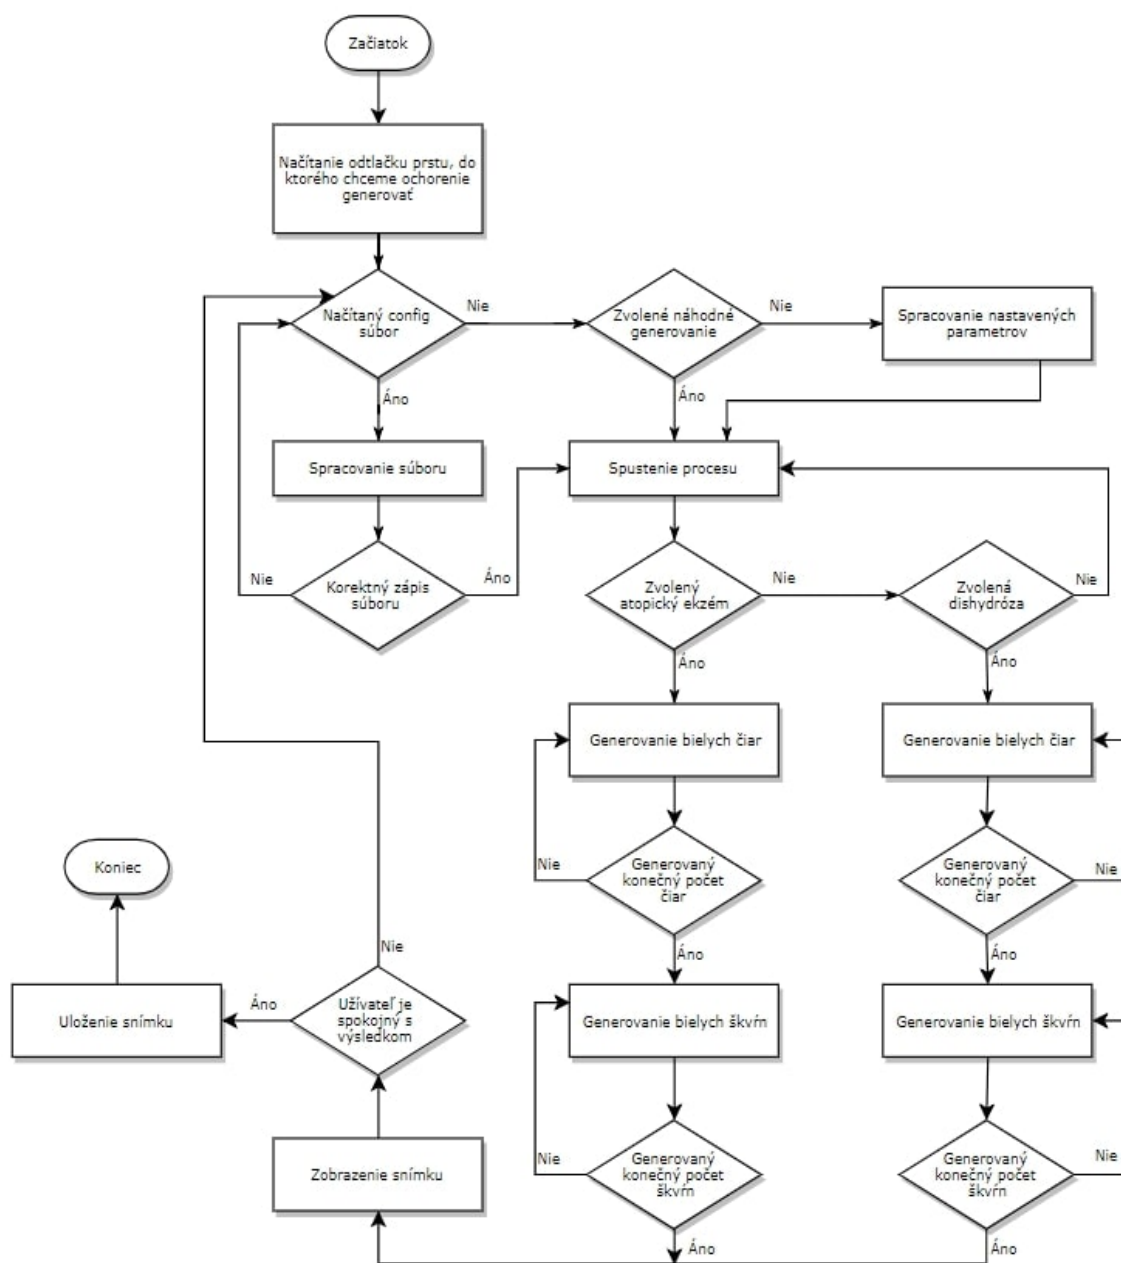 Začiatok
Načítanie odtlačku prstu, do
ktorého chceme ochorenie
generovať
Načítaný config
súbor
Nie
Zvolené náhodné
generovanie
Nie
Spracovanie nastavených
parametrov
Áno
Áno
Spracovanie súboru
Spustenie procesu
Korektný zápis
súboru
Nie
Áno
Zvolený
atopický ekzém
Nie
Zvolená
dishydróza
Nie
Áno
Áno
Generovanie bielych čiar
Generovanie bielych čiar
Koniec
Nie
Generovaný
konečný počet
čiar
Generovaný
konečný počet
čiar
Nie
Nie
Áno
Áno
Uloženie snímku
Áno
Užívateľ je
spokojný s
výsledkom
Generovanie bielych škvŕn
Generovanie bielych škvŕn
Zobrazenie snímku
Nie
Generovaný
konečný počet
škvŕn
Generovaný
konečný počet
škvŕn
Nie
Áno
Áno